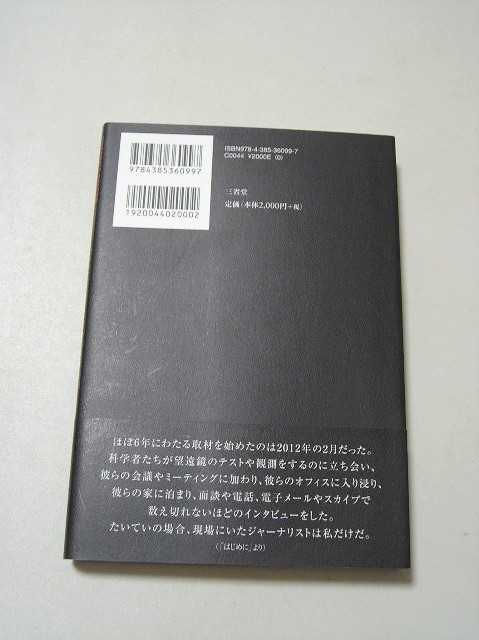 ISBN978-4-385-36099-7
C0044 ¥2000E (0)
9784385360997
三省堂
定価(本体2,000円+税)
1920044020002
ほぼ6年にわたる取材を始めたのは2012年の2月だった。
科学者たちが望遠鏡のテストや観測をするのに立ち会い、
彼らの会議やミーティングに加わり、彼らのオフィスに入り浸り、
彼らの家に泊まり、面談や電話、電子メールやスカイプで
数え切れないほどのインタビューをした。
たいていの場合、現場にいたジャーナリストは私だけだ。
(「はじめに」より)